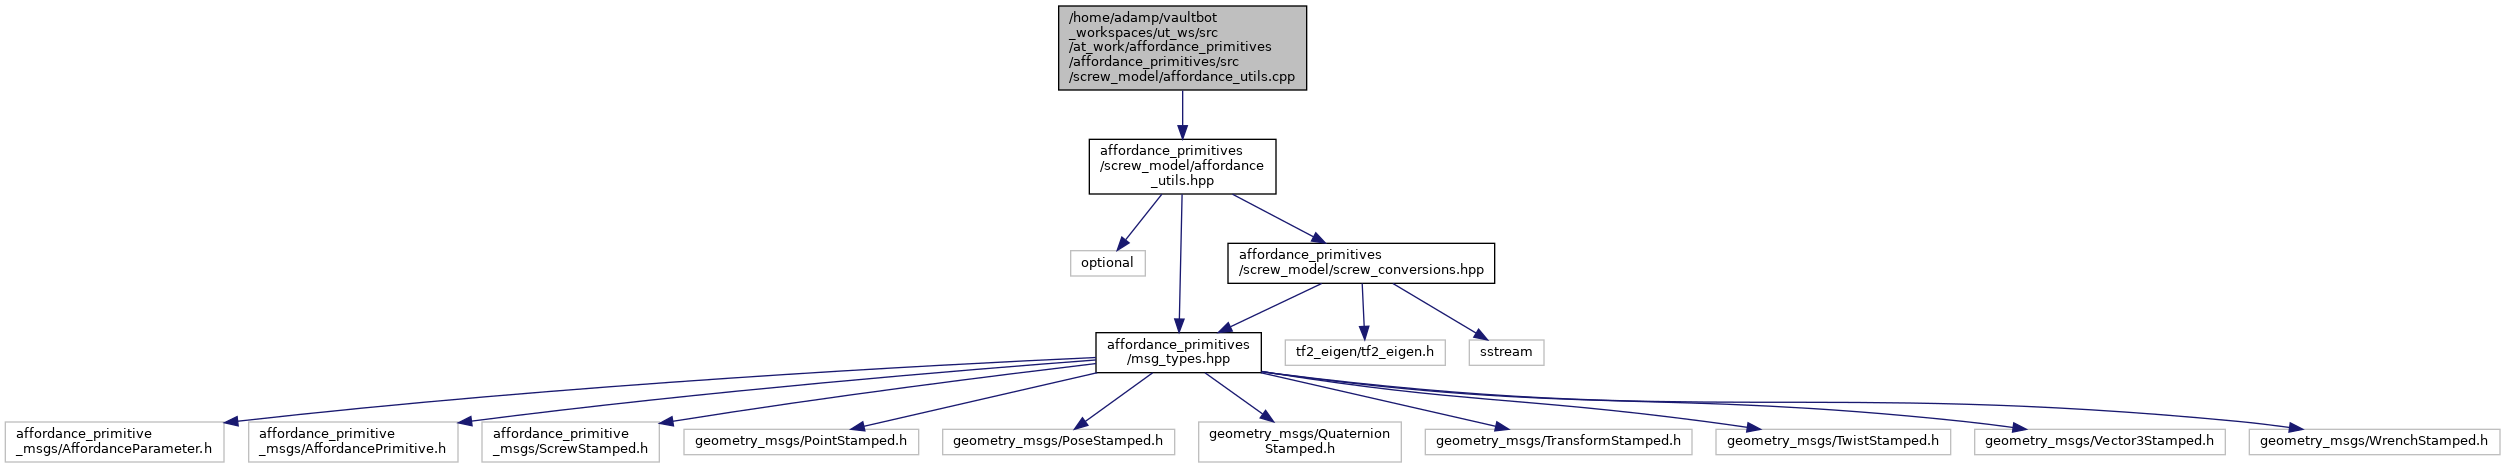 /home/adamp/vaultbot
_workspaces/ut_ws/src
/at_work/affordance_primitives
/affordance_primitives/src
/screw_model/affordance_utils.cpp
affordance_primitives
/screw_model/affordance
_utils.hpp
optional
affordance_primitives
/screw_model/screw_conversions.hpp
affordance_primitives
/msg_types.hpp
tf2_eigen/tf2_eigen.h
sstream
affordance_primitive
_msgs/AffordanceParameter.h
affordance_primitive
_msgs/AffordancePrimitive.h
affordance_primitive
_msgs/ScrewStamped.h
geometry_msgs/PointStamped.h
geometry_msgs/PoseStamped.h
geometry_msgs/Quaternion
Stamped.h
geometry_msgs/TransformStamped.h
geometry_msgs/TwistStamped.h
geometry_msgs/Vector3Stamped.h
geometry_msgs/WrenchStamped.h